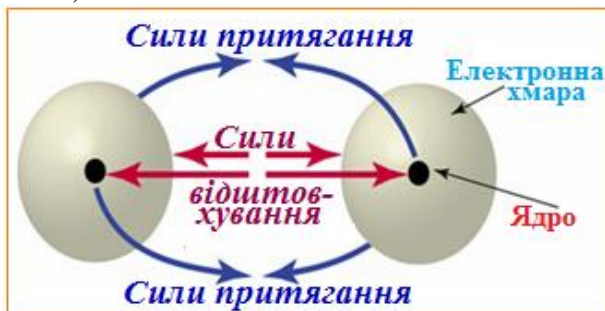 Сили притягання
Електронна
хмара
Сили
відштов-
хування
Ядро
Сили притягання